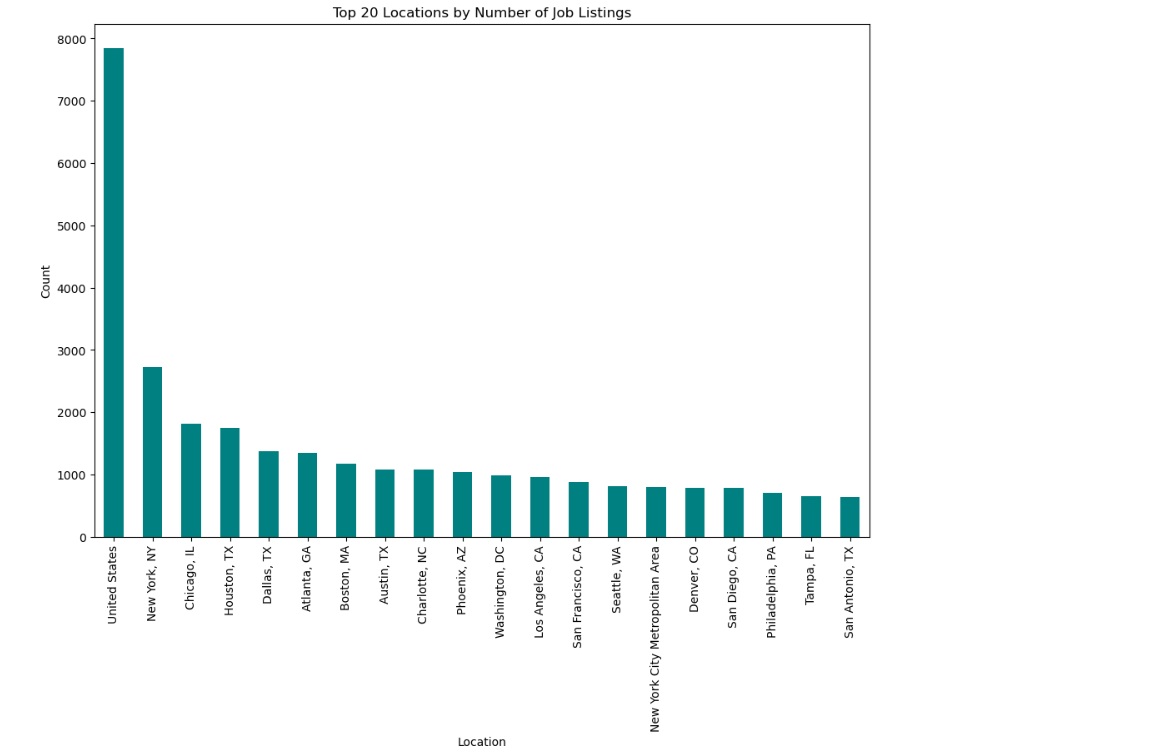 Top 20 Locations by Number of Job Listings
8000
7000
6000
5000
4000
3000
2000
1000
0
Count
United States
New York, NY
Chicago, IL
Houston, TX
Dallas, TX
Atlanta, GA
Boston, MA
Austin, TX
Charlotte, NC
Phoenix, AZ
Washington, DC
Los Angeles, CA
San Francisco, CA
Seattle, WA
New York City Metropolitan Area
Denver, CO
San Diego, CA
Philadelphia, PA
Tampa, FL
San Antonio, TX
Location